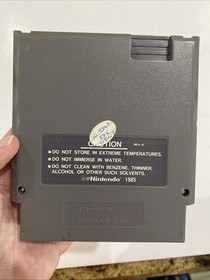 CAUTION
REV-A
•DO NOT STORE IN EXTREME TEMPERATURES.
•DO NOT IMMERSE IN WATER.
•DO NOT CLEAN WITH BENZENE, THINNER,
ALCOHOL OR OTHER SUCH SOLVENTS.
©Nintendo 1985